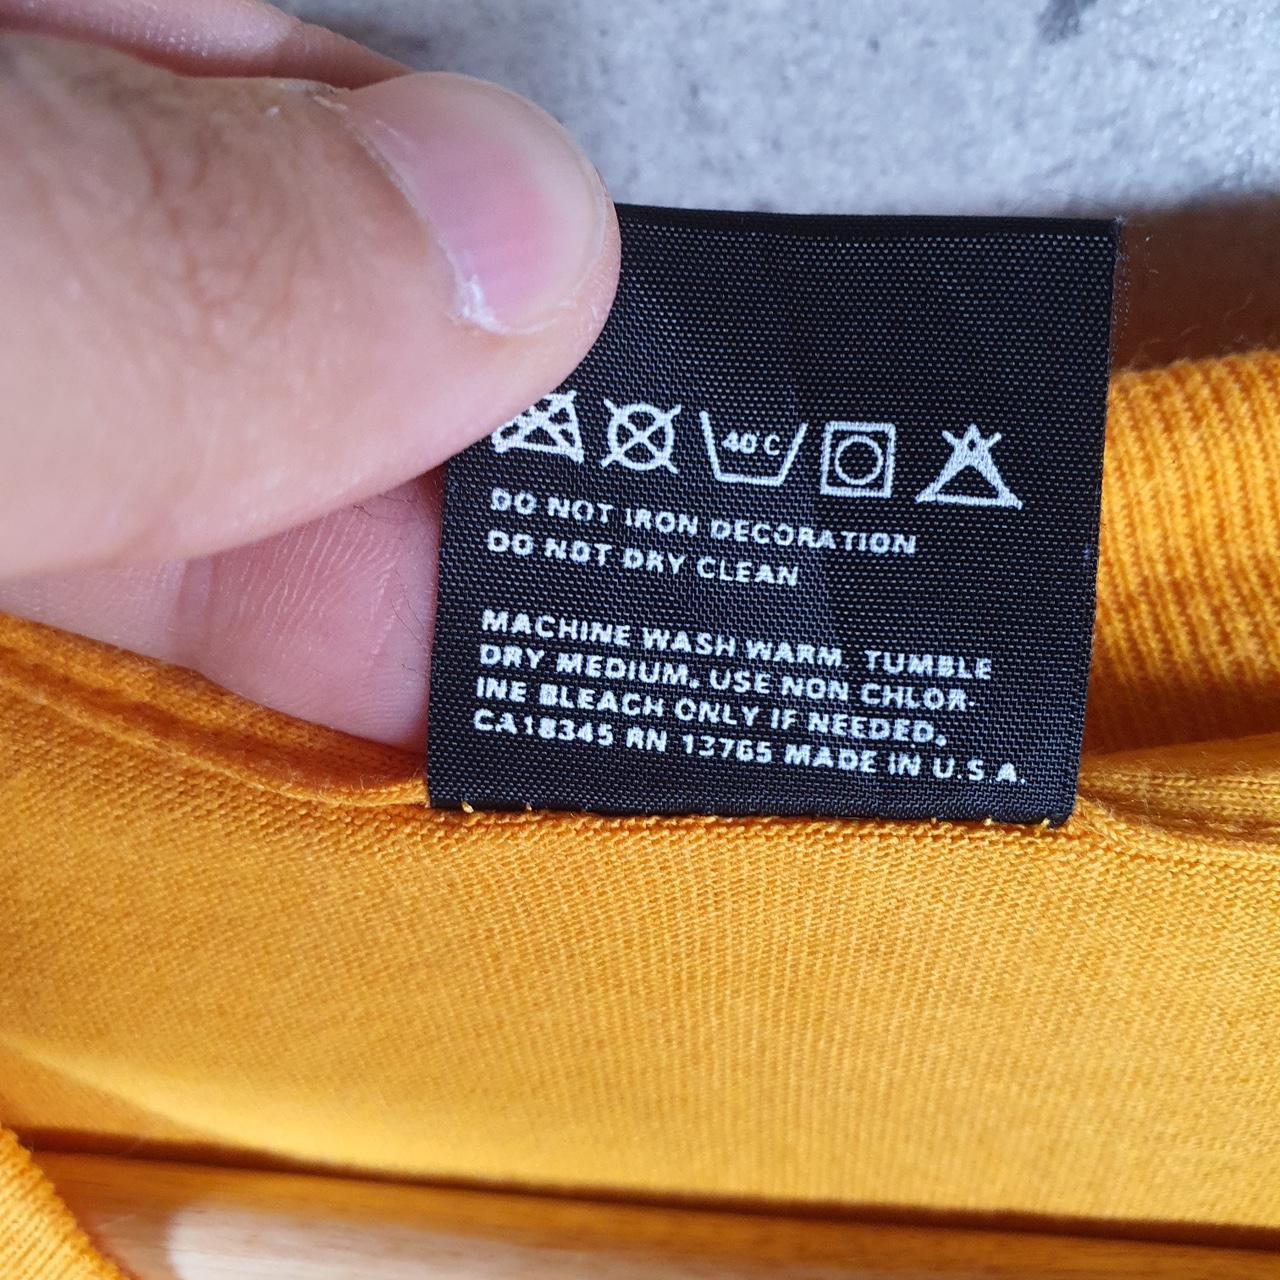 40°C
DO NOT IRON DECORATION
DO NOT DRY CLEAN
MACHINE WASH WARM. TUMBLE
DRY MEDIUM. USE NON CHLOR-
INE BLEACH ONLY IF NEEDED.
CA18345 RN 13765 MADE IN U.S.A.